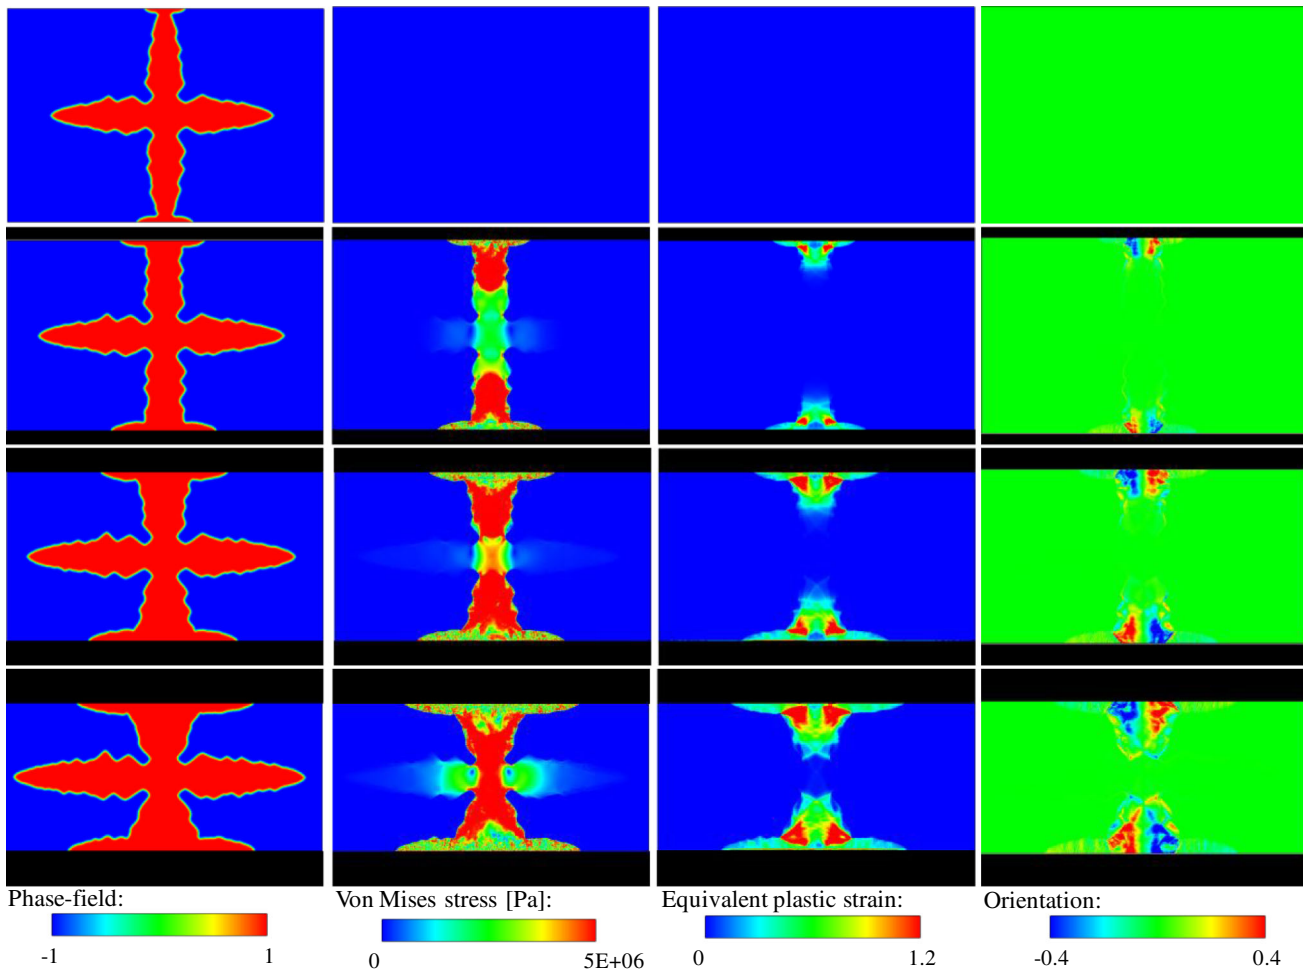 Phase-field: Von Mises stress [Pa]: Equivalent plastic strain: Orientation:
-1 1 0 5E+06 0 1.2 -0.4 0.4